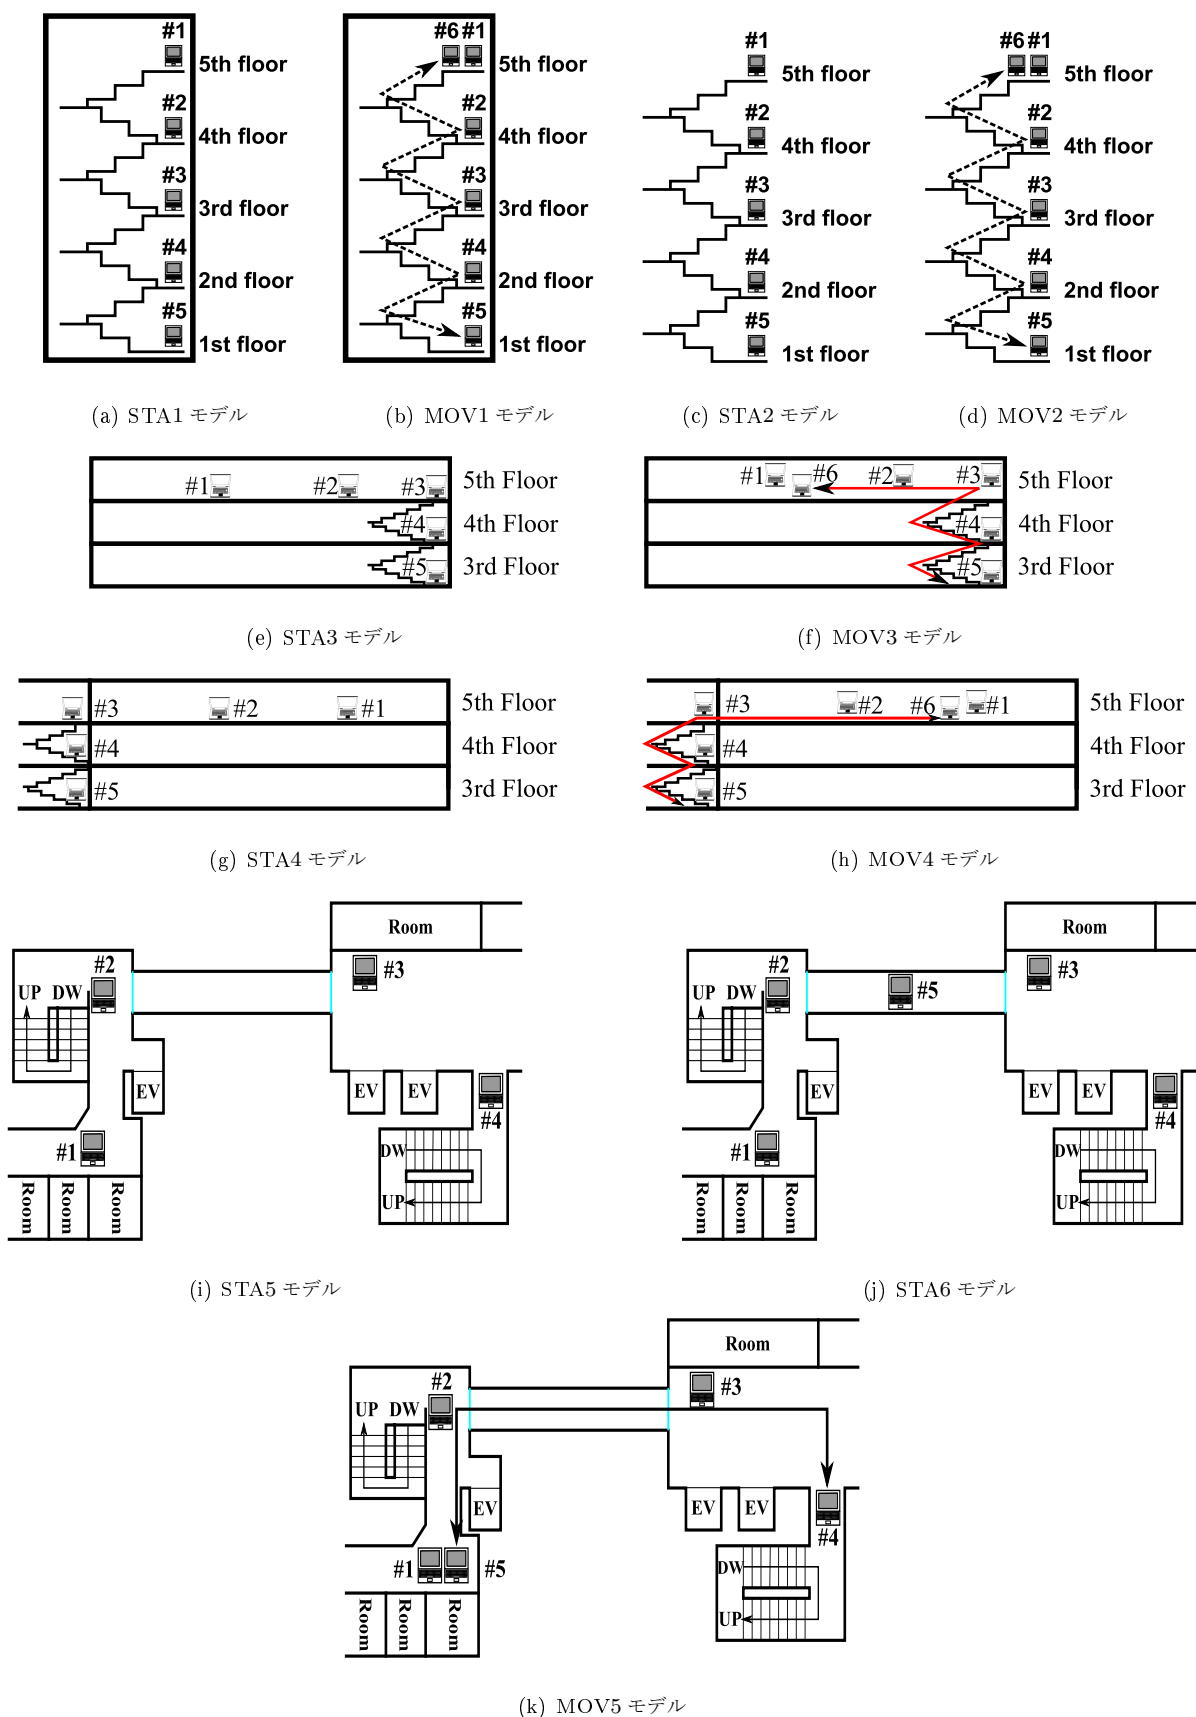 #1
5th floor
#2
4th floor
#3
3rd floor
#4
2nd floor
#5
1st floor
(a) STA1 モデル
#6 #1
5th floor
#2
4th floor
#3
3rd floor
#4
2nd floor
#5
1st floor
(b) MOV1 モデル
#1
5th floor
#2
4th floor
#3
3rd floor
#4
2nd floor
#5
1st floor
(c) STA2 モデル
#6 #1
5th floor
#2
4th floor
#3
3rd floor
#4
2nd floor
#5
1st floor
(d) MOV2 モデル
#1 #2 #3 5th Floor
#4 4th Floor
#5 3rd Floor
(e) STA3 モデル
#1 #6 #2 #3 5th Floor
#4 4th Floor
#5 3rd Floor
(f) MOV3 モデル
#3 #2 #1 5th Floor
#4 4th Floor
#5 3rd Floor
(g) STA4 モデル
#3 #2 #6 #1 5th Floor
#4 4th Floor
#5 3rd Floor
(h) MOV4 モデル
Room
#2
#3
UP DW
EV
EV EV
#4
#1
DW
UP
Room Room Room
(i) STA5 モデル
Room
#2
#3
UP DW
#5
EV
EV EV
#4
#1
DW
UP
Room Room Room
(j) STA6 モデル
Room
#2
#3
UP DW
EV
EV EV
#4
#1 #5
DW
UP
Room Room Room
(k) MOV5 モデル